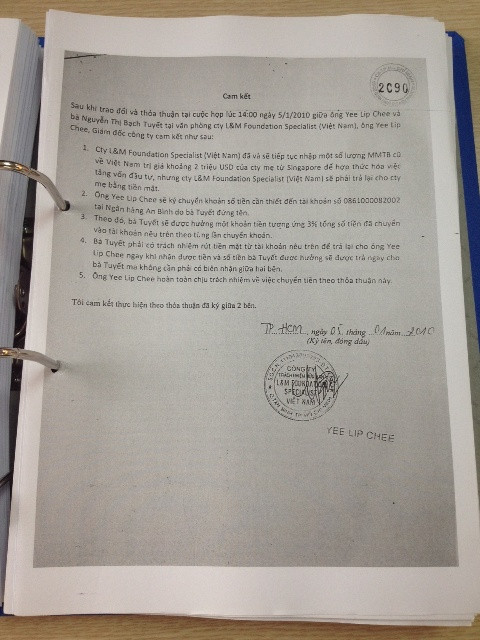 2C90
Cam kết
Sau khi trao đổi và thỏa thuận tại cuộc họp lúc 14:00 ngày 5/1/2010 giữa ông Yee Lip Chee và
bà Nguyễn Thị Bạch Tuyết tại văn phòng cty L&M Foundation Specialist (Việt Nam), ông Yee Lip
Chee, Giám đốc công ty cam kết như sau:
1. Cty L&M Foundation Specialist (Việt Nam) đã và sẽ tiếp tục nhập một số lượng MMTB cũ
về Việt Nam trị giá khoảng 2 triệu USD của cty mẹ từ Singapore để hợp thức hóa việc
tăng vốn đầu tư, nhưng cty L&M Foundation Specialist (Việt Nam) sẽ phải trả lại cho cty
mẹ bằng tiền mặt.
2. Ông Yee Lip Chee sẽ ký chuyển khoản số tiền cần thiết đến tài khoản số 0861000082002
tại Ngân hàng An Bình do bà Tuyết đứng tên.
3. Theo đó, bà Tuyết sẽ được hưởng một khoản tiền tương ứng 3% tổng số tiền đã chuyển
vào tài khoản nêu trên theo từng lần chuyển khoản.
4. Bà Tuyết phải có trách nhiệm rút tiền mặt từ tài khoản nêu trên để trả lại cho ông Yee
Lip Chee ngay khi nhận được tiền và số tiền bà Tuyết được hưởng sẽ được trả ngay cho
bà Tuyết mà không cần phải có biên nhận giữa hai bên.
5. Ông Yee Lip Chee hoàn toàn chịu trách nhiệm về việc chuyển tiền theo thỏa thuận này.
Tôi cam kết thực hiện theo thỏa thuận đã ký giữa 2 bên.
TP. HCM, ngày 05 tháng 01 năm 2010
(Ký tên, đóng dấu)
CÔNG TY
TRÁCH NHIỆM HỮU HẠN
L&M FOUNDATION
SPECIALIST
VIỆT NAM
YEE LIP CHEE